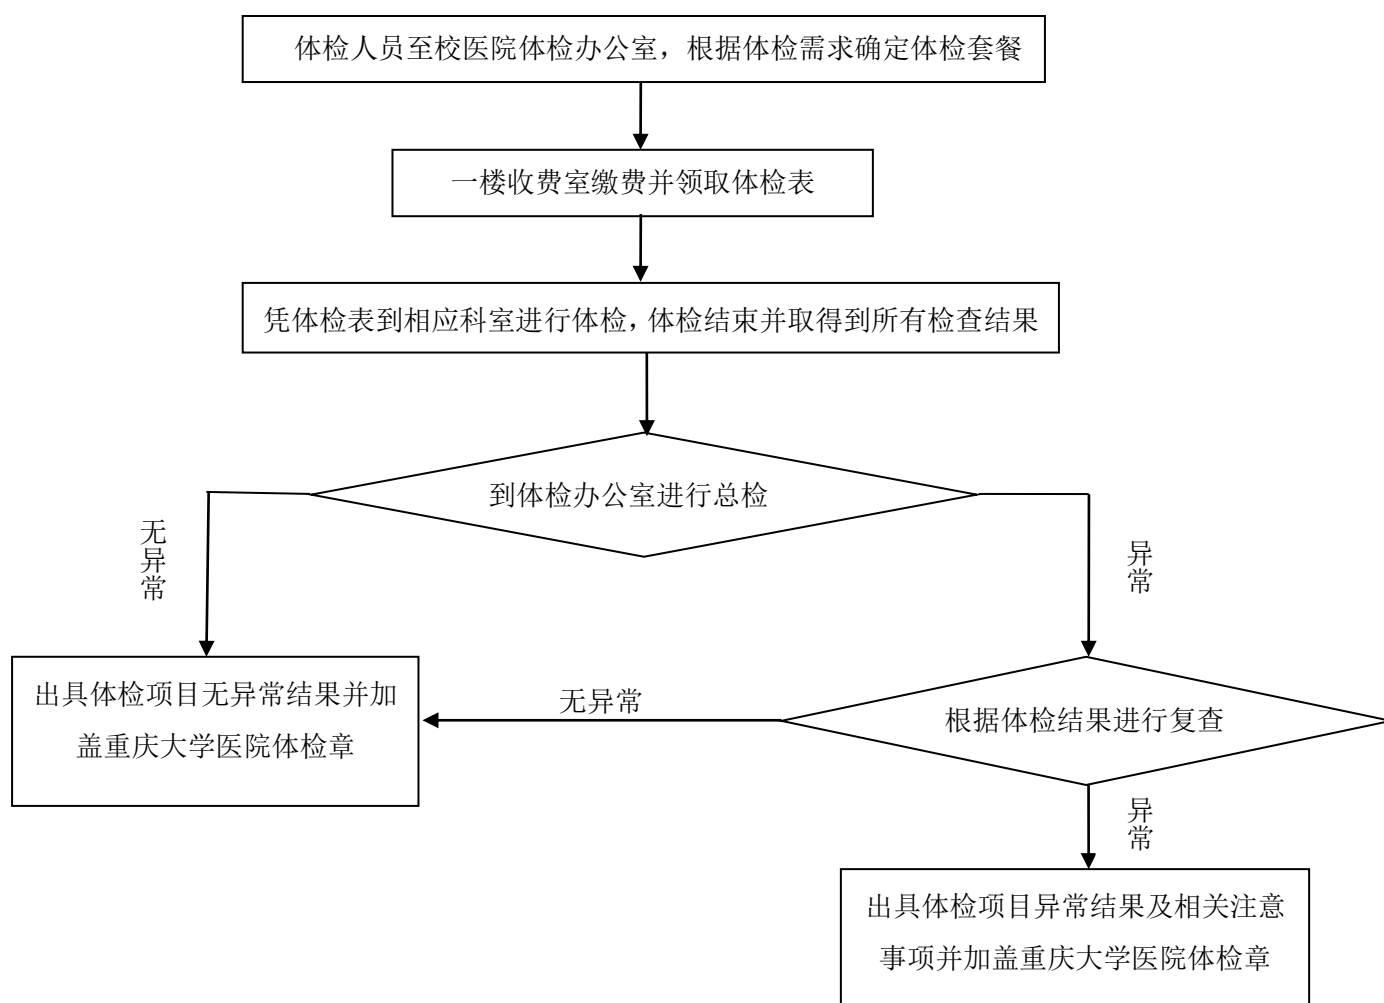 体检人员至校医院体检办公室，根据体检需求确定体检套餐
一楼收费室缴费并领取体检表
凭体检表到相应科室进行体检，体检结束并取得到所有检查结果
到体检办公室进行总检
无异常
异常
出具体检项目无异常结果并加
盖重庆大学医院体检章
无异常
根据体检结果进行复查
异常
出具体检项目异常结果及相关注意
事项并加盖重庆大学医院体检章